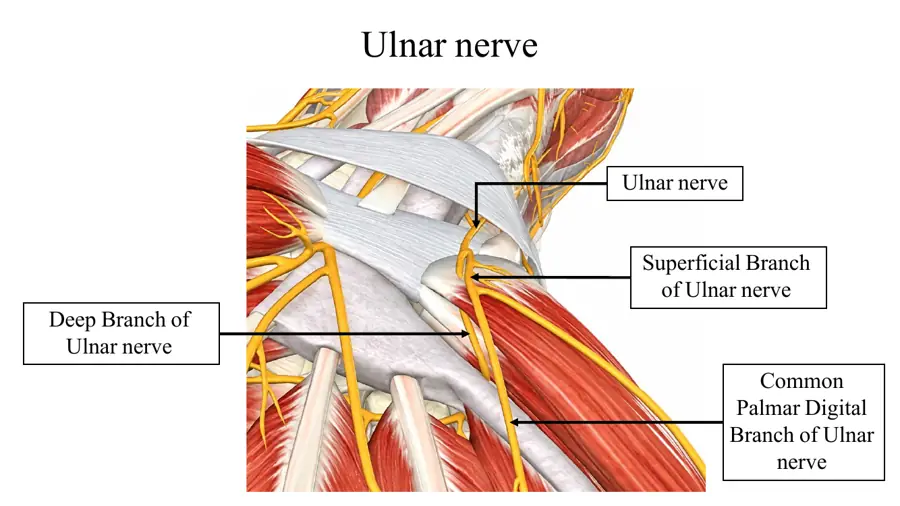 Ulnar nerve
Ulnar nerve
Superficial Branch
of Ulnar nerve
Deep Branch of
Ulnar nerve
Common
Palmar Digital
Branch of Ulnar
nerve